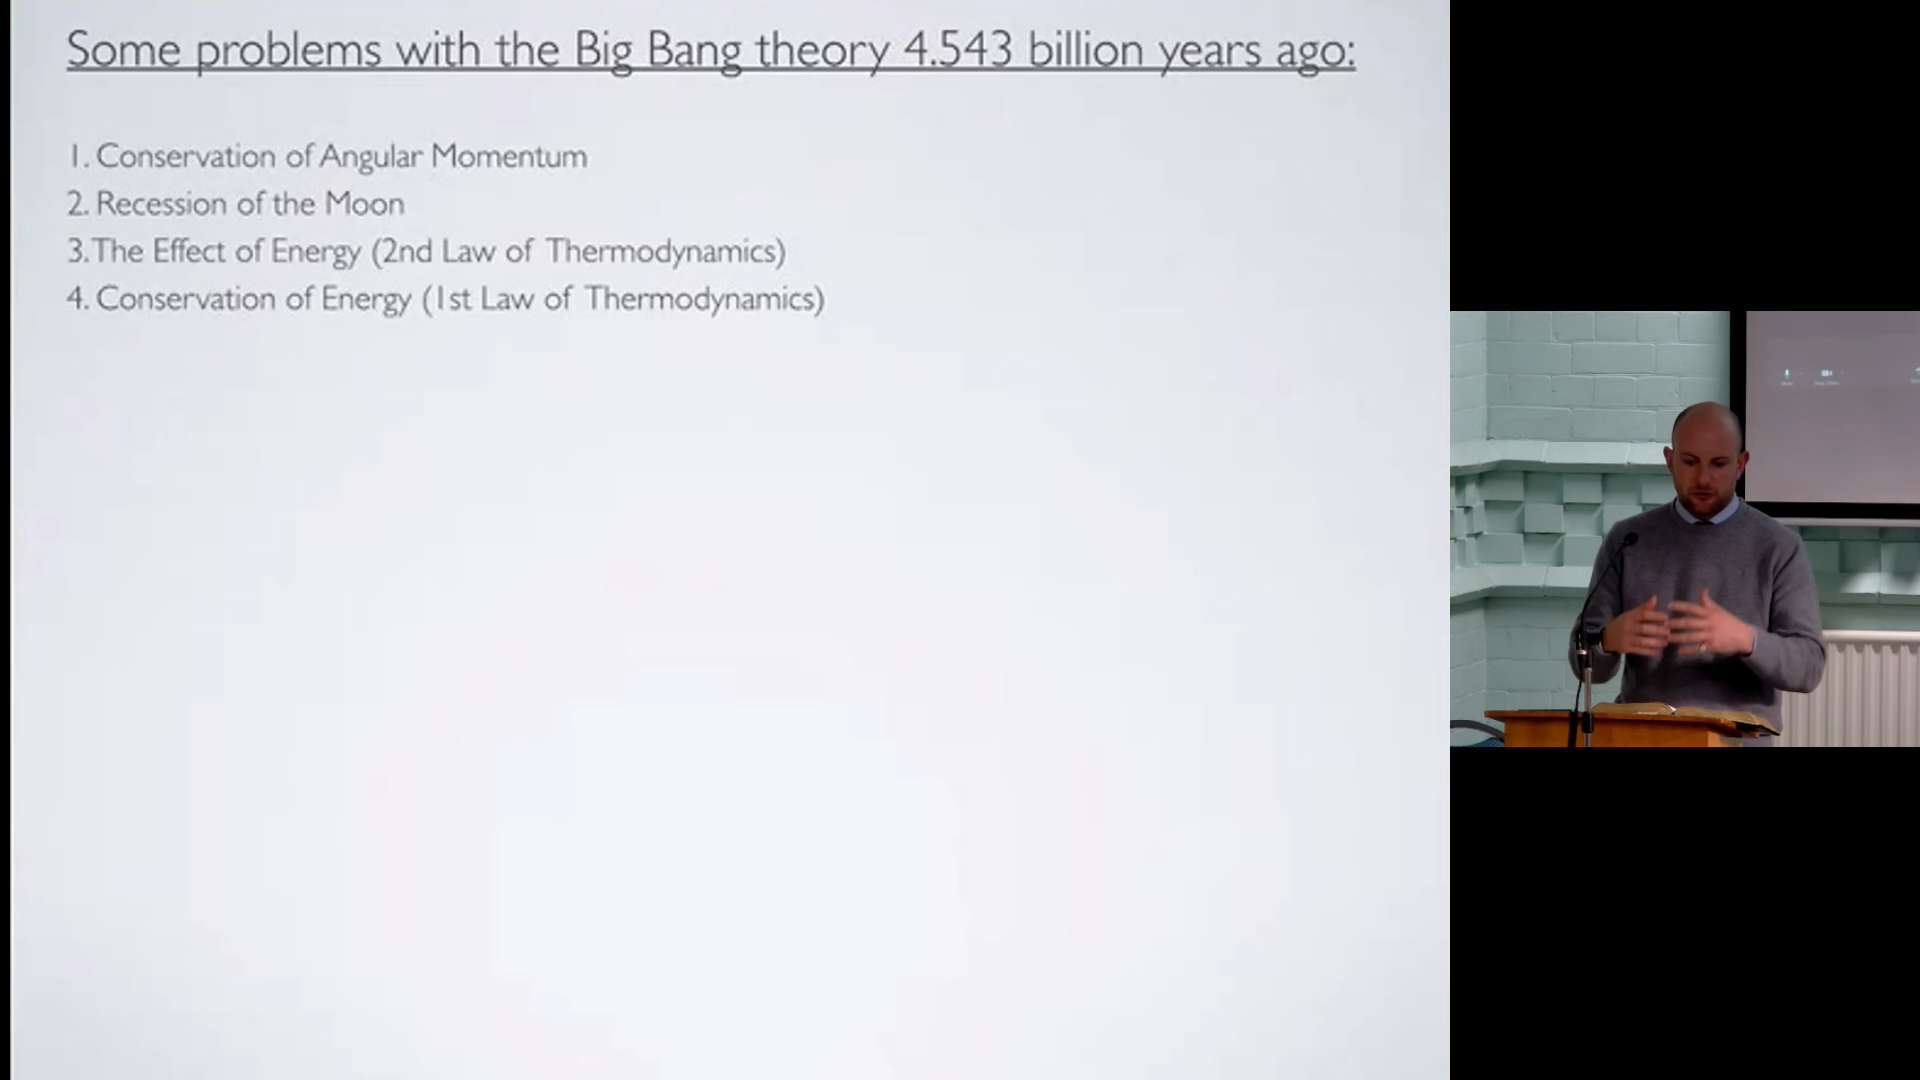 Some problems with the Big Bang theory 4.543 billion years ago:
1. Conservation of Angular Momentum
2. Recession of the Moon
3. The Effect of Energy (2nd Law of Thermodynamics)
4. Conservation of Energy (1st Law of Thermodynamics)